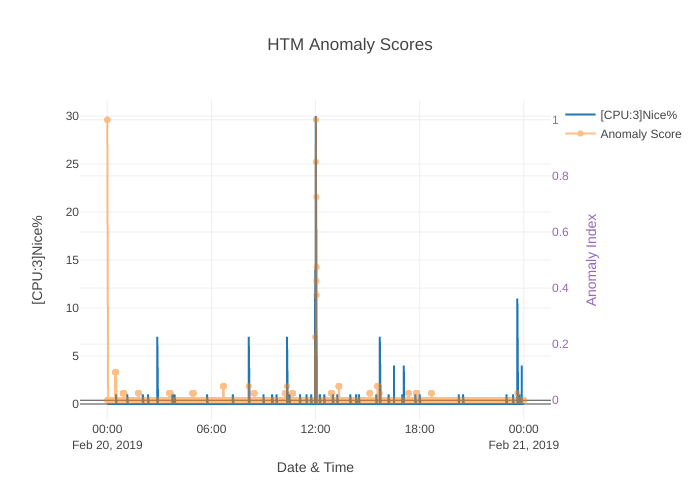 HTM Anomaly Scores
[CPU:3]Nice%
Anomaly Score
30
25
20
15
10
5
0
[CPU:3]Nice%
1
0.8
0.6
0.4
0.2
0
Anomaly Index
00:00
Feb 20, 2019
06:00
12:00
18:00
00:00
Feb 21, 2019
Date & Time